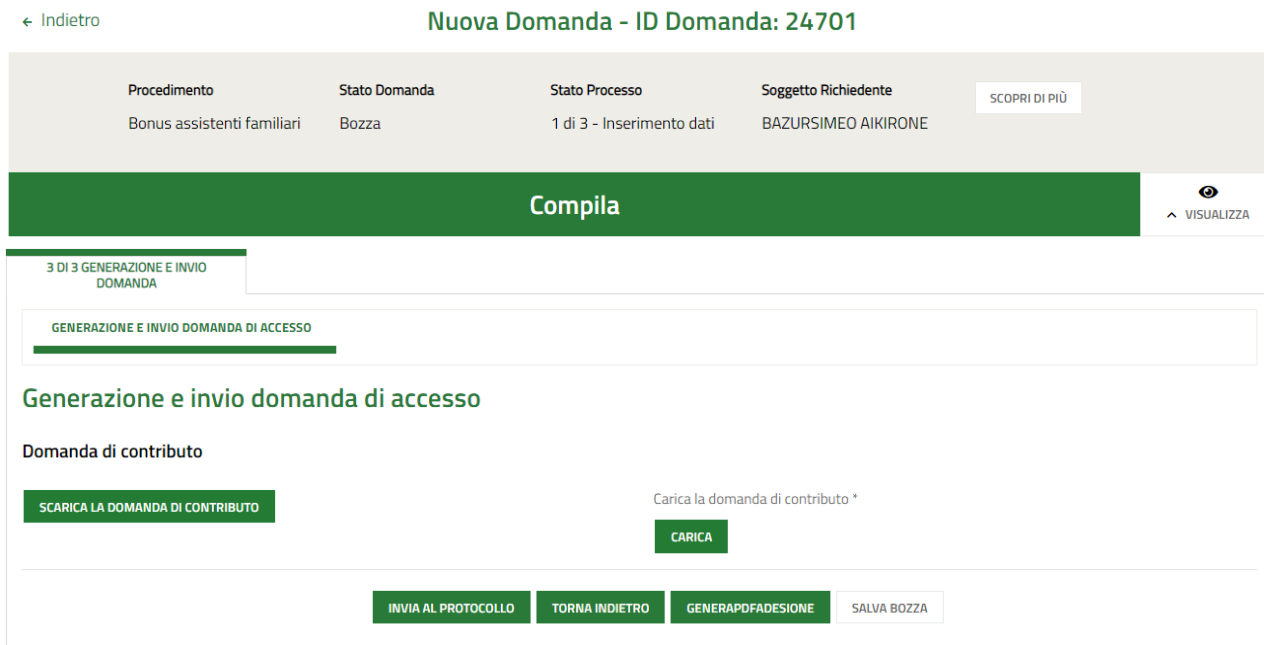 ← Indietro
Nuova Domanda - ID Domanda: 24701
Procedimento Stato Domanda Stato Processo Soggetto Richiedente
SCOPRI DI PIÙ
Bonus assistenti familiari Bozza 1 di 3 - Inserimento dati BAZURSIMEO AIKIRONE
Compila
VISUALIZZA
3 DI 3 GENERAZIONE E INVIO
DOMANDA
GENERAZIONE E INVIO DOMANDA DI ACCESSO
Generazione e invio domanda di accesso
Domanda di contributo
SCARICA LA DOMANDA DI CONTRIBUTO
Carica la domanda di contributo *
CARICA
INVIA AL PROTOCOLLO TORNA INDIETRO GENERAPDFADESIONE SALVA BOZZA